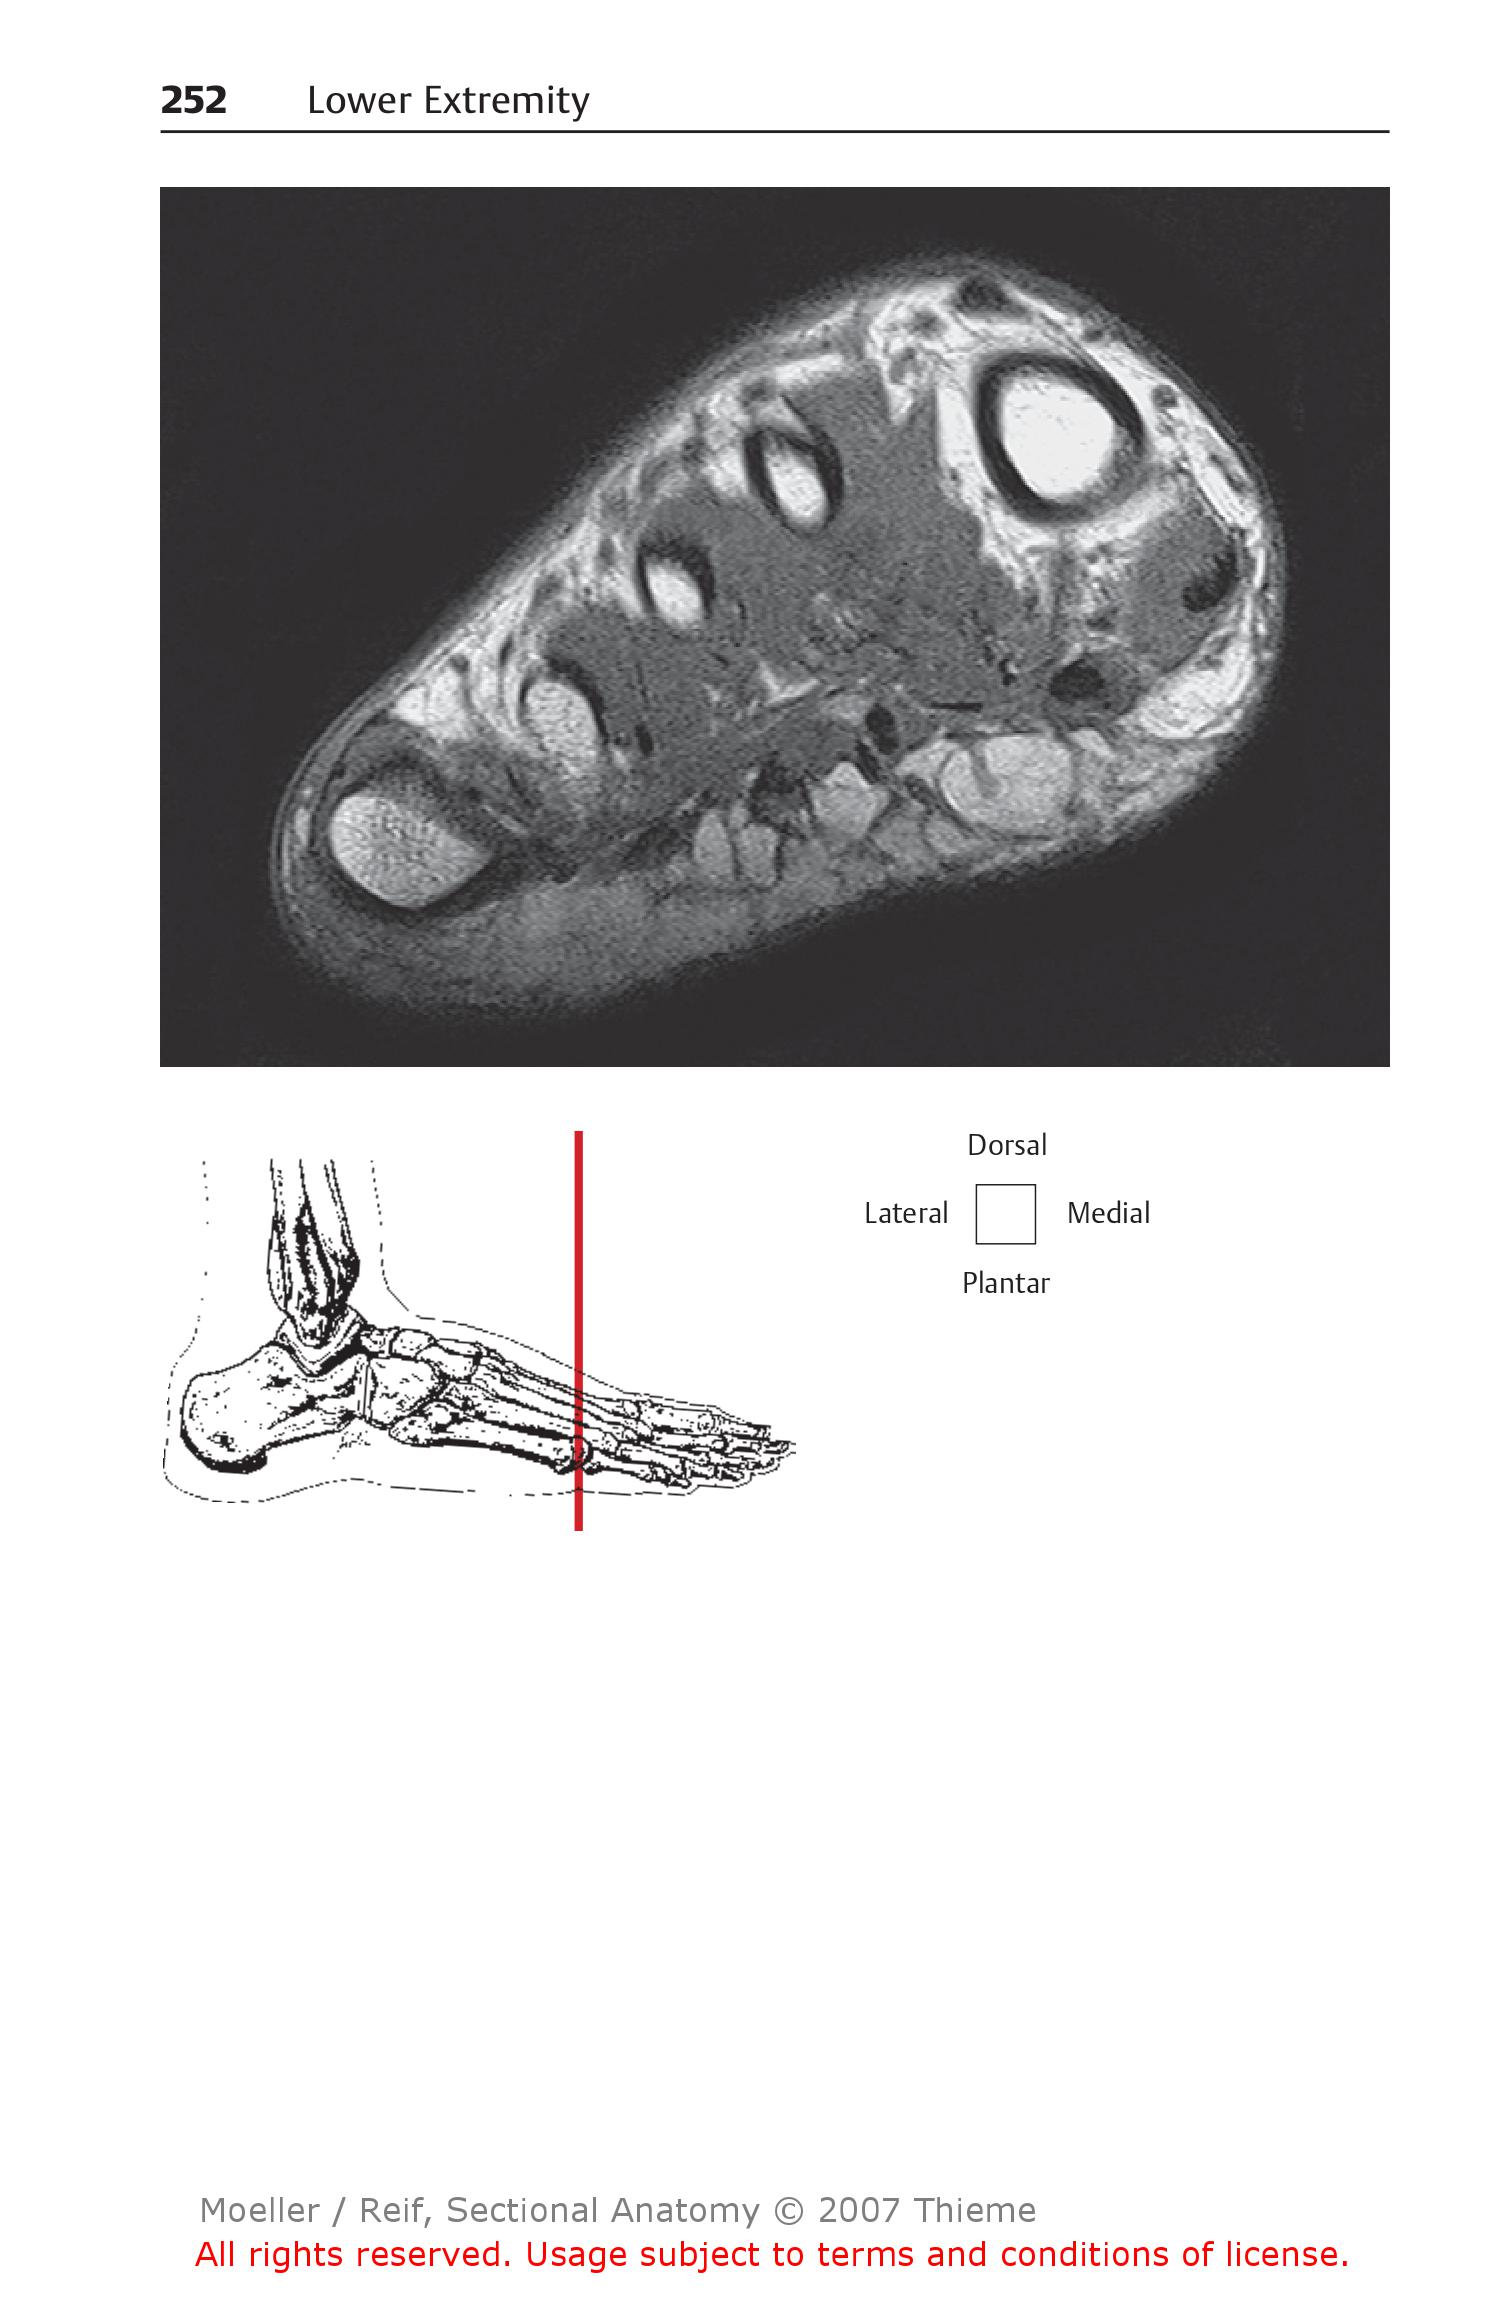 252 Lower Extremity
Dorsal
Lateral Medial
Plantar
Moeller / Reif, Sectional Anatomy © 2007 Thieme
All rights reserved. Usage subject to terms and conditions of license.